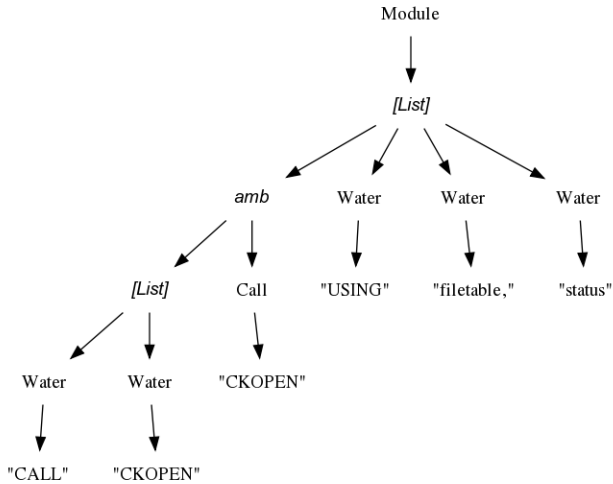 Module
[List]
amb Water Water Water
[List] Call "USING" "filetable," "status"
Water Water "CKOPEN"
"CALL" "CKOPEN"